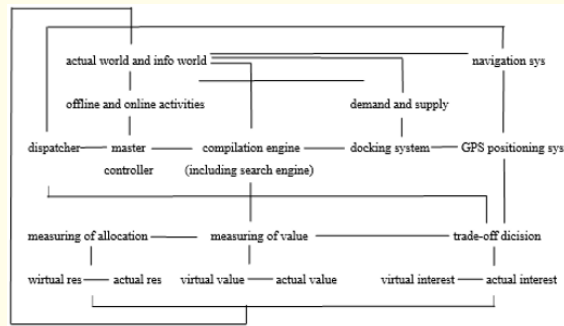 actual world and info world navigation sys
offline and online activities demand and supply
dispatcher master compilation engine docking system GPS positioning sys
controller (including search engine)
measuring of allocation measuring of value trade-off dicision
wirtual res actual res virtual value actual value virtual interest actual interest